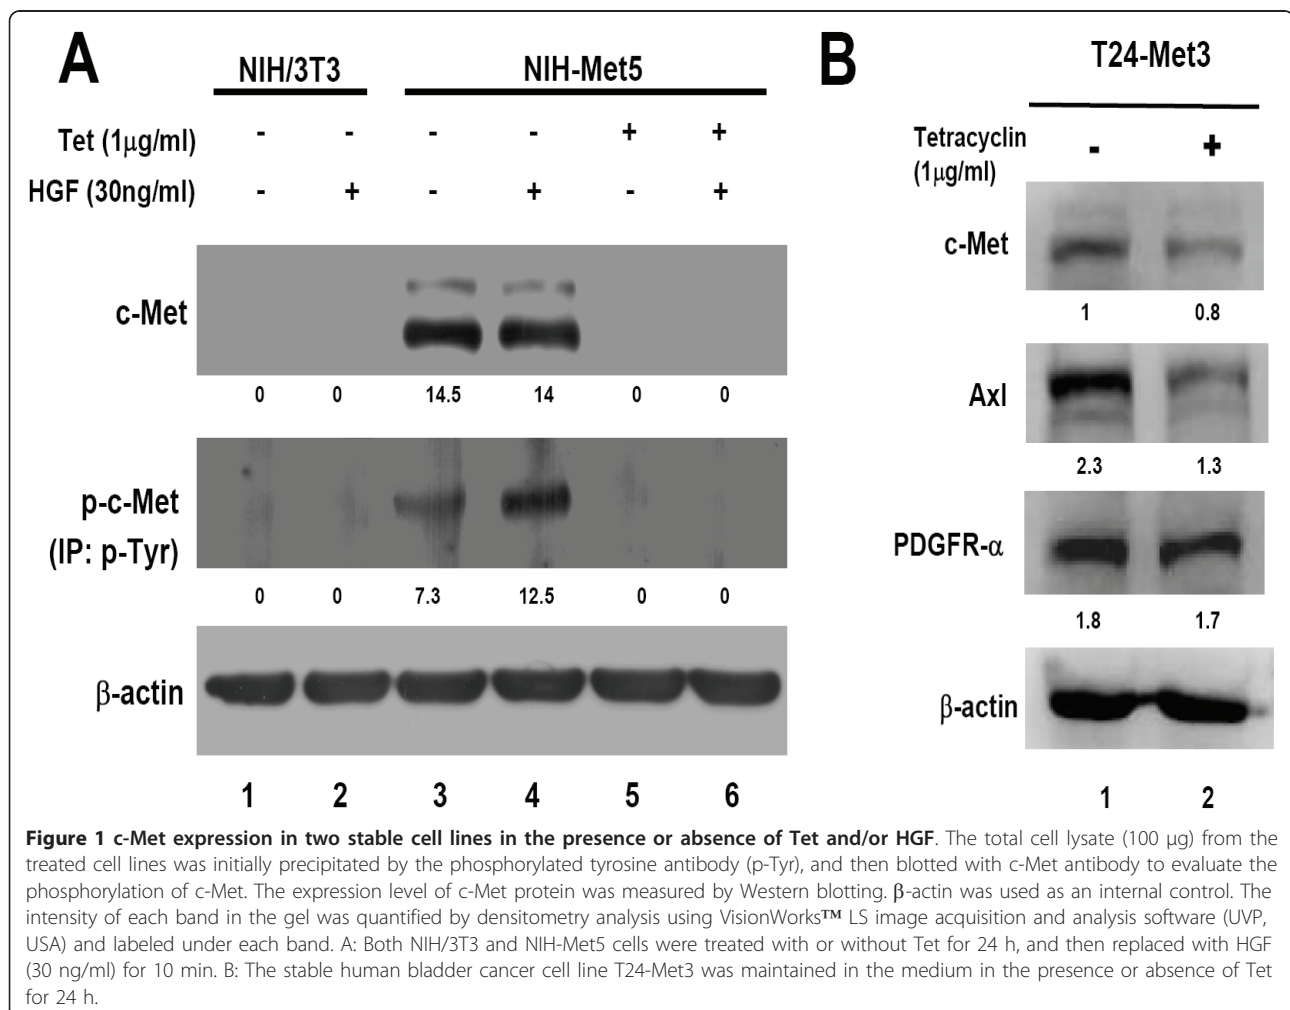 A
NIH/3T3 NIH-Met5
Tet (1μg/ml) - - - - + +
HGF (30ng/ml) - + - + - +
c-Met
0 0 14.5 14 0 0
p-c-Met
(IP: p-Tyr)
0 0 7.3 12.5 0 0
β-actin
1 2 3 4 5 6
B
T24-Met3
Tetracyclin - +
(1μg/ml)
c-Met
1 0.8
Axl
2.3 1.3
PDGFR-α
1.8 1.7
β-actin
1 2
Figure 1 c-Met expression in two stable cell lines in the presence or absence of Tet and/or HGF. The total cell lysate (100 μg) from the
treated cell lines was initially precipitated by the phosphorylated tyrosine antibody (p-Tyr), and then blotted with c-Met antibody to evaluate the
phosphorylation of c-Met. The expression level of c-Met protein was measured by Western blotting. β-actin was used as an internal control. The
intensity of each band in the gel was quantified by densitometry analysis using VisionWorks™ LS image acquisition and analysis software (UVP,
USA) and labeled under each band. A: Both NIH/3T3 and NIH-Met5 cells were treated with or without Tet for 24 h, and then replaced with HGF
(30 ng/ml) for 10 min. B: The stable human bladder cancer cell line T24-Met3 was maintained in the medium in the presence or absence of Tet
for 24 h.